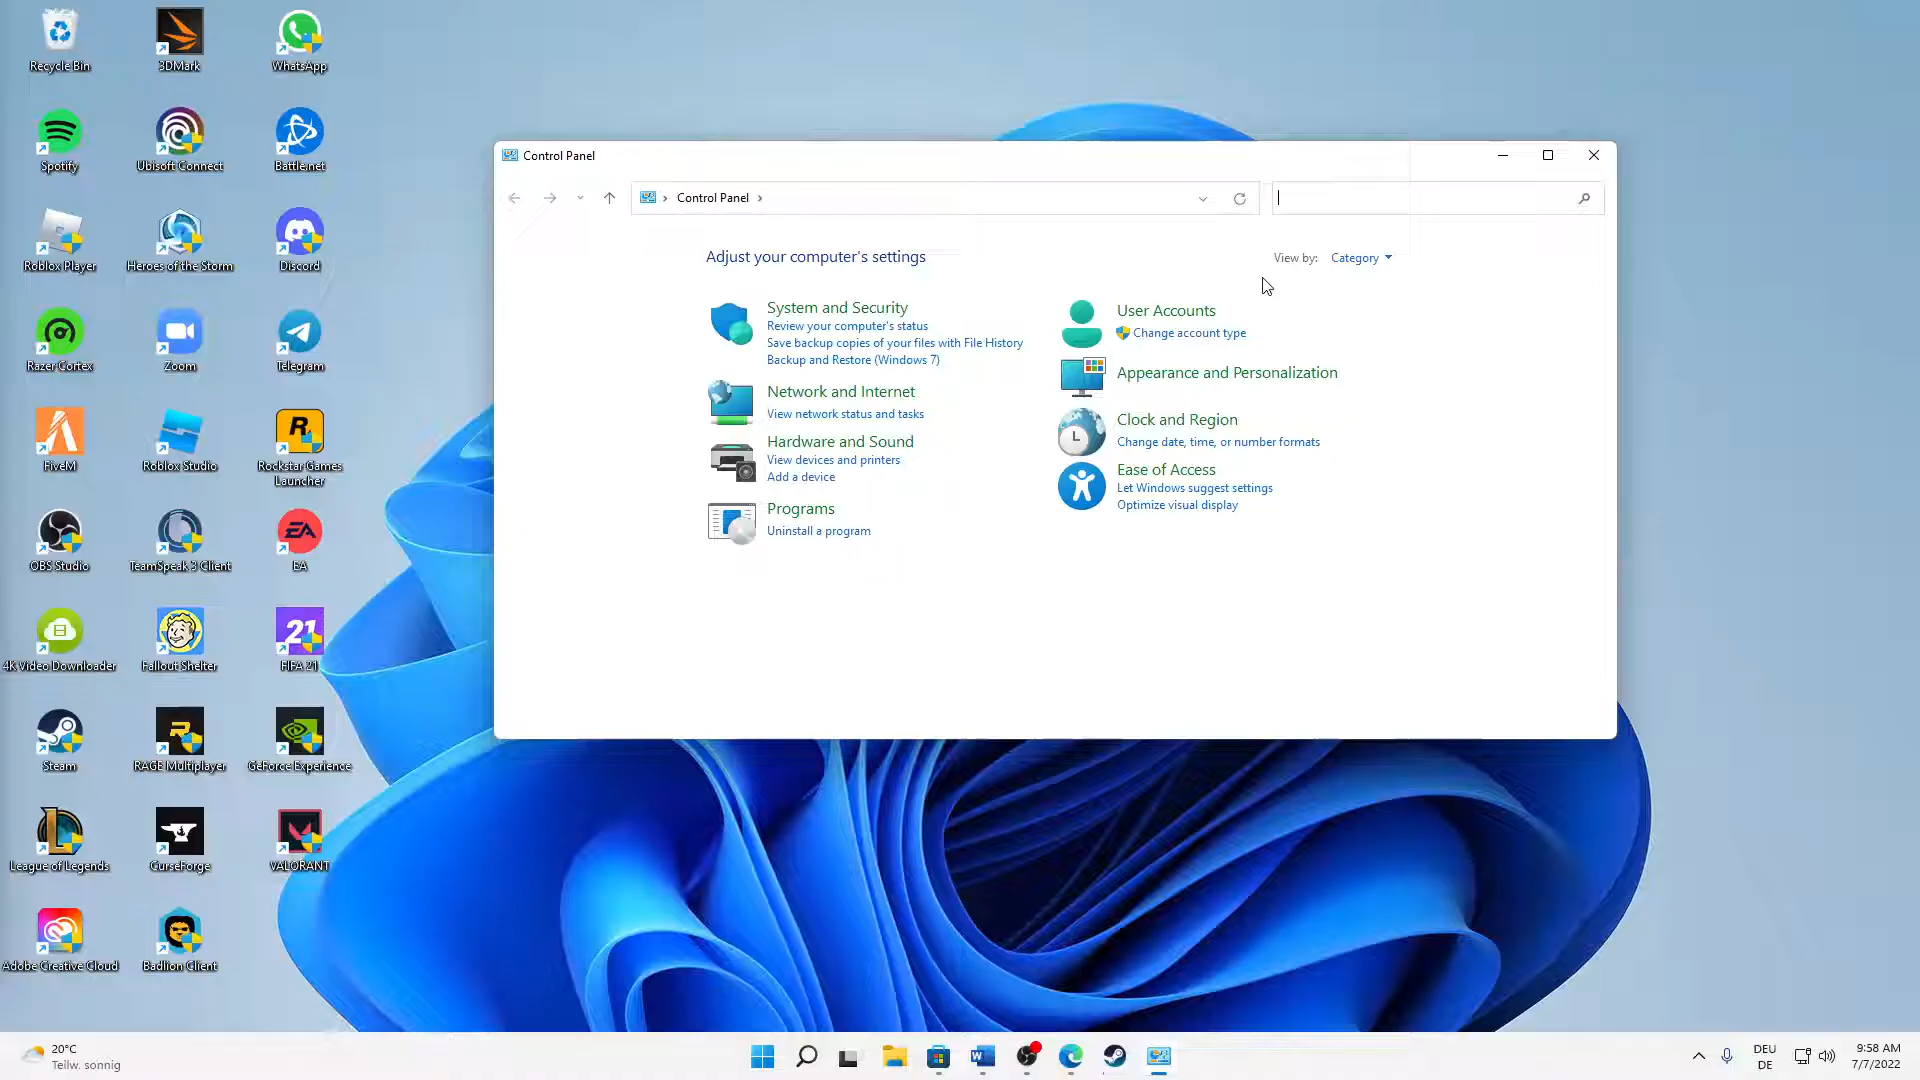 Recycle Bin
3DMark
WhatsApp
Spotify
Ubisoft Connect
Battle.net
Roblox Player
Heroes of the Storm
Discord
Razer Cortex
Zoom
Telegram
FiveM
Roblox Studio
Rockstar Games
Launcher
OBS Studio
TeamSpeak 3 Client
EA
4K Video Downloader
Fallout Shelter
21
FIFA 21
Steam
RAGE Multiplayer
GeForce Experience
League of Legends
CurseForge
VALORANT
Adobe Creative Cloud
Badlion Client
Control Panel
Control Panel
Adjust your computer's settings
View by: Category
System and Security
Review your computer's status
Save backup copies of your files with File History
Backup and Restore (Windows 7)
Network and Internet
View network status and tasks
Hardware and Sound
View devices and printers
Add a device
Programs
Uninstall a program
User Accounts
Change account type
Appearance and Personalization
Clock and Region
Change date, time, or number formats
Ease of Access
Let Windows suggest settings
Optimize visual display
20°C
Teilw. sonnig
DEU
DE
9:58 AM
7/7/2022